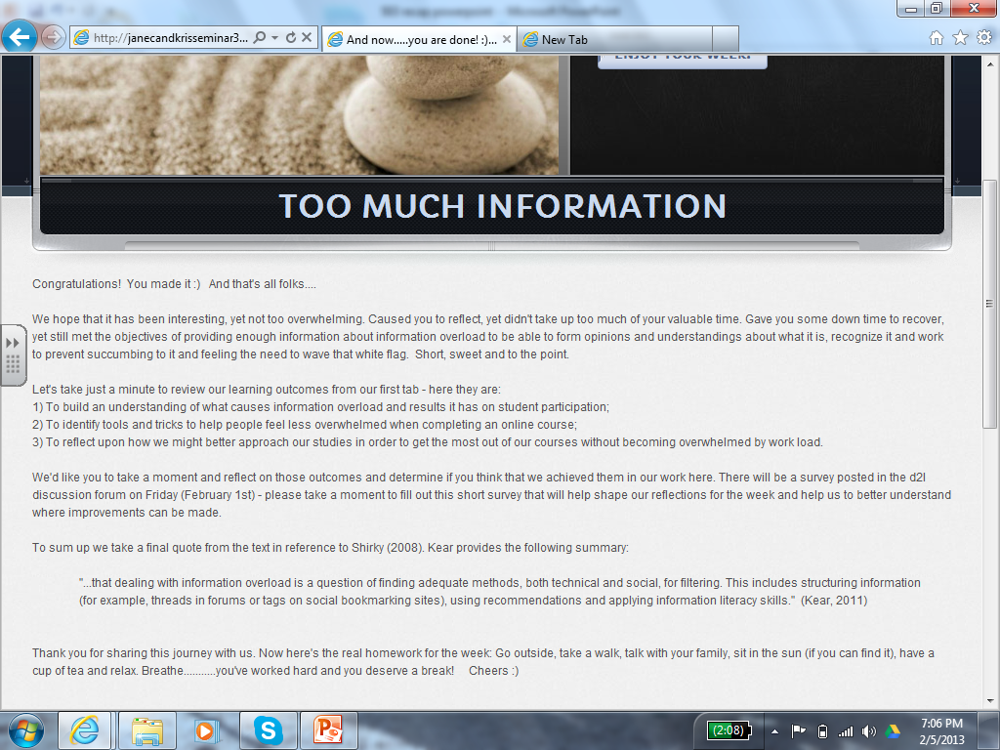 http://janecandkrisseminar3...
And now.....you are done! :)...
New Tab
ENJOY YOUR WEEK!
TOO MUCH INFORMATION
Congratulations!  You made it :)   And that's all folks....
We hope that it has been interesting, yet not too overwhelming. Caused you to reflect, yet didn't take up too much of your valuable time. Gave you some down time to recover,
yet still met the objectives of providing enough information about information overload to be able to form opinions and understandings about what it is, recognize it and work
to prevent succumbing to it and feeling the need to wave that white flag.  Short, sweet and to the point.
Let's take just a minute to review our learning outcomes from our first tab - here they are:
1) To build an understanding of what causes information overload and results it has on student participation;
2) To identify tools and tricks to help people feel less overwhelmed when completing an online course;
3) To reflect upon how we might better approach our studies in order to get the most out of our courses without becoming overwhelmed by work load.
We'd like you to take a moment and reflect on those outcomes and determine if you think that we achieved them in our work here. There will be a survey posted in the d2l
discussion forum on Friday (February 1st) - please take a moment to fill out this short survey that will help shape our reflections for the week and help us to better understand
where improvements can be made.
To sum up we take a final quote from the text in reference to Shirky (2008). Kear provides the following summary:
"...that dealing with information overload is a question of finding adequate methods, both technical and social, for filtering. This includes structuring information
(for example, threads in forums or tags on social bookmarking sites), using recommendations and applying information literacy skills."  (Kear, 2011)
Thank you for sharing this journey with us. Now here's the real homework for the week: Go outside, take a walk, talk with your family, sit in the sun (if you can find it), have a
cup of tea and relax. Breathe...........you've worked hard and you deserve a break!     Cheers :)
(2:08)
7:06 PM
2/5/2013